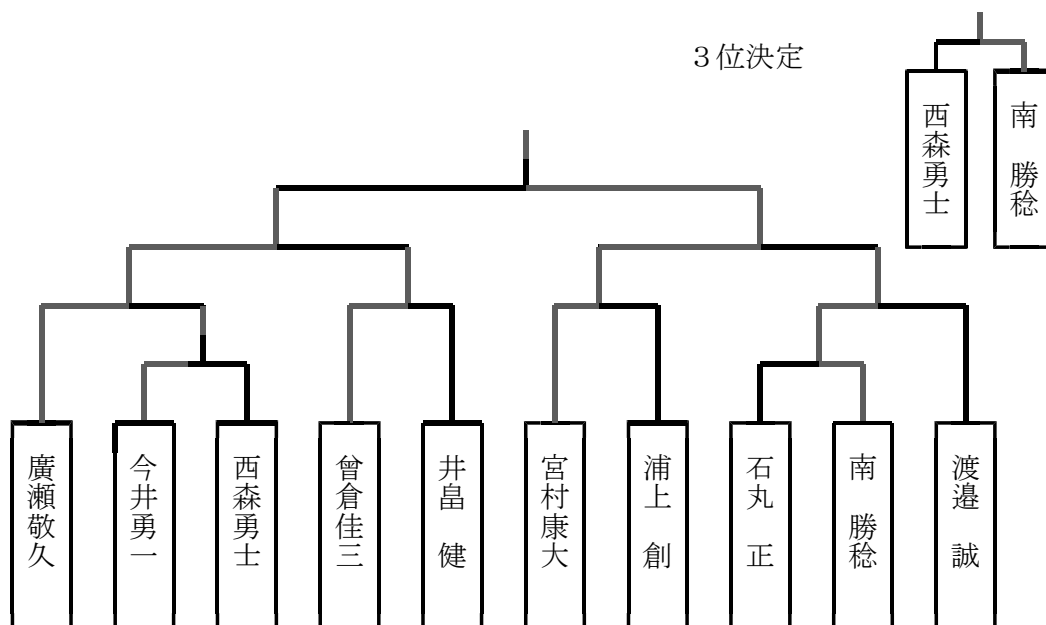 3位決定
西森勇士
南 勝稔
廣瀬敬久
今井勇一
西森勇士
曾倉佳三
井畠 健
宮村康大
浦上 創
石丸 正
南 勝稔
渡邉 誠